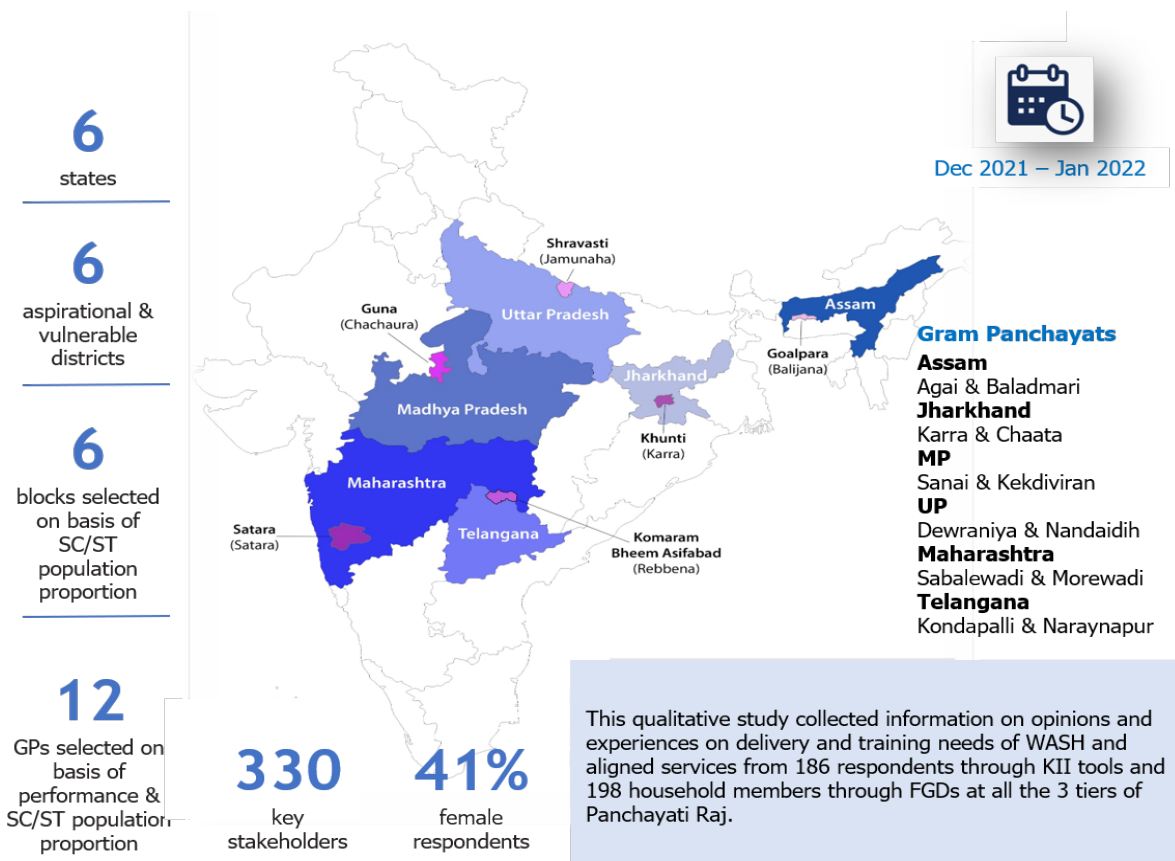 6
states
6
aspirational &
vulnerable
districts
6
blocks selected
on basis of
SC/ST
population
proportion
12
GPs selected on
basis of
performance &
SC/ST population
proportion
330
key
stakeholders
41%
female
respondents
Shravasti
(Jamunaha)
Guna
(Chachaura)
Uttar Pradesh
Assam
Goalpara
(Balijana)
Jharkhand
Madhya Pradesh
Khunti
(Karra)
Maharashtra
Satara
(Satara)
Telangana
Komaram
Bheem Asifabad
(Rebbena)
Dec 2021 – Jan 2022
Gram Panchayats
Assam
Agai & Baladmari
Jharkhand
Karra & Chaata
MP
Sanai & Kekdiviran
UP
Dewraniya & Nandaidih
Maharashtra
Sabalewadi & Morewadi
Telangana
Kondapalli & Naraynapur
This qualitative study collected information on opinions and
experiences on delivery and training needs of WASH and
aligned services from 186 respondents through KII tools and
198 household members through FGDs at all the 3 tiers of
Panchayati Raj.